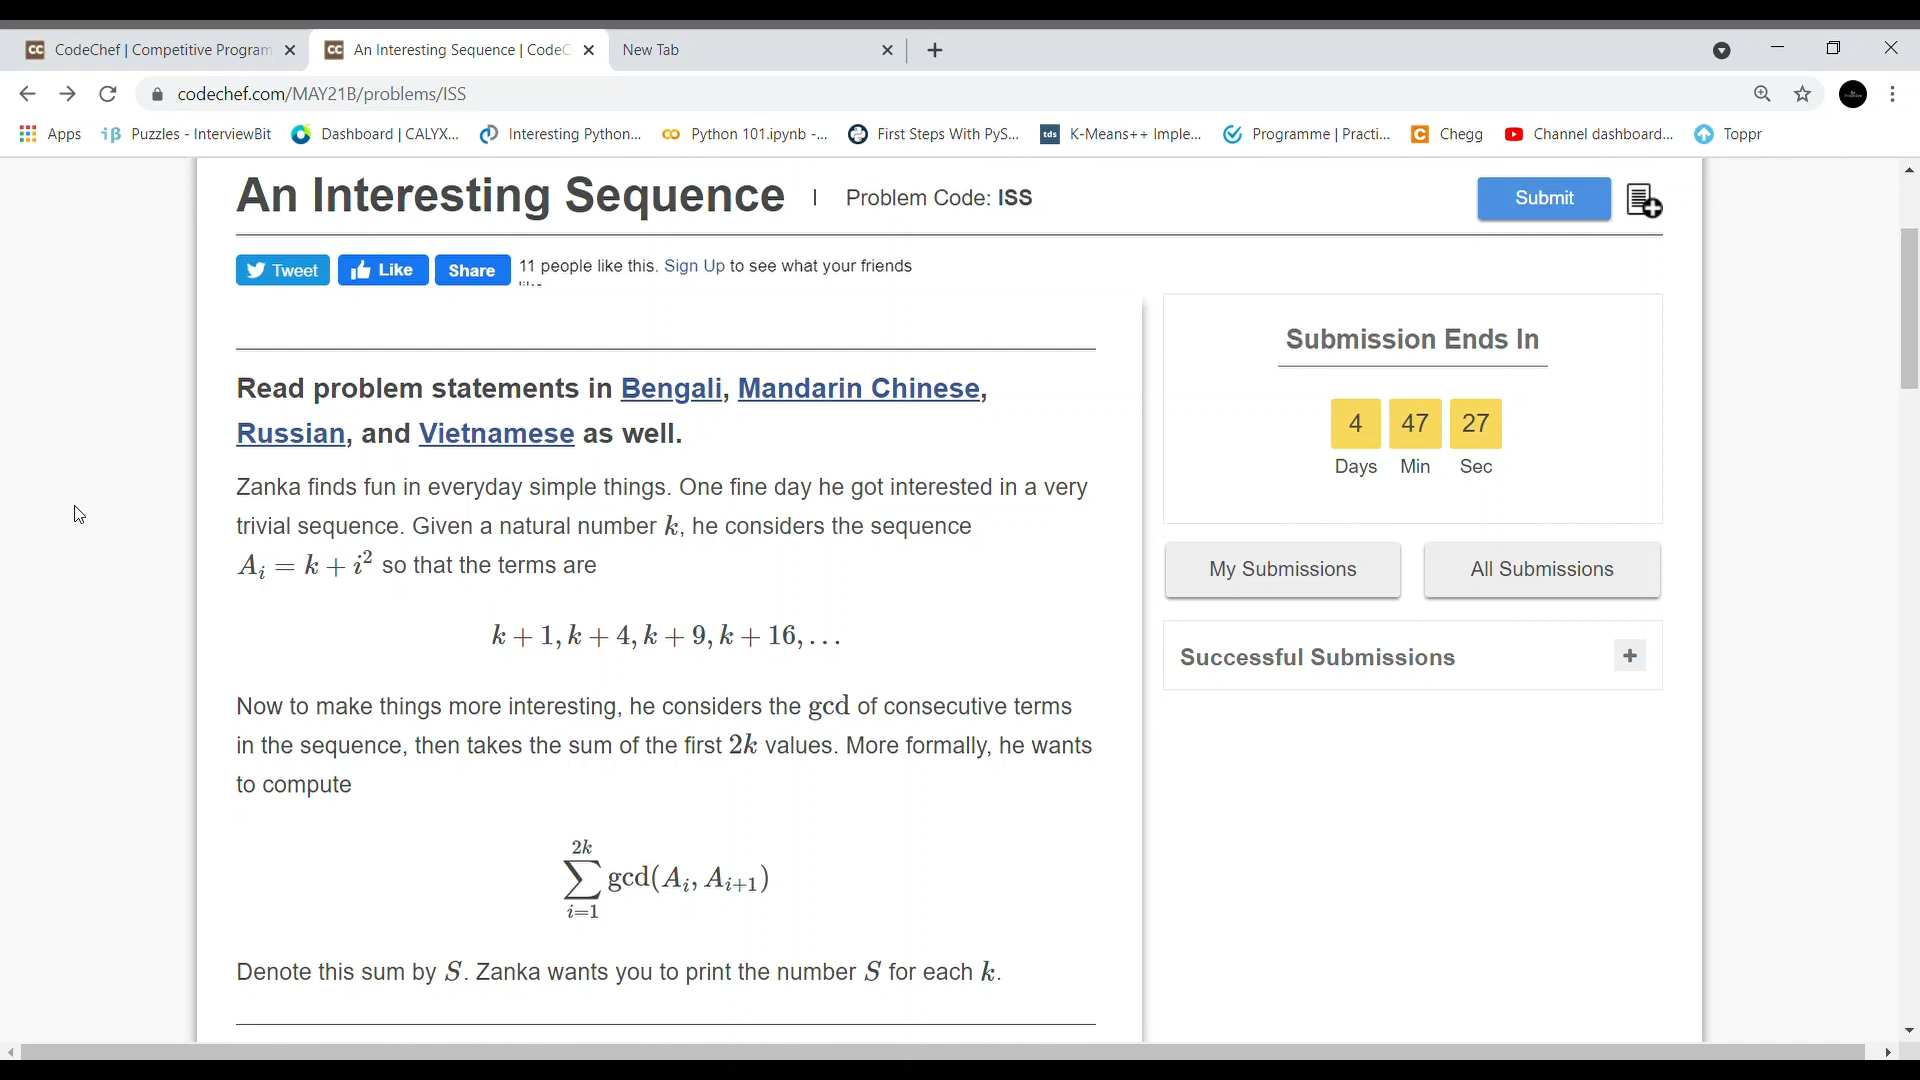 CodeChef | Competitive Program
An Interesting Sequence | CodeC
New Tab
codechef.com/MAY21B/problems/ISS
Apps
Puzzles - InterviewBit
Dashboard | CALYX...
Interesting Python...
Python 101.ipynb -...
First Steps With PyS...
tds K-Means++ Imple...
Programme | Practi...
C Chegg
Channel dashboard...
Toppr
An Interesting Sequence | Problem Code: ISS
Submit
Tweet Like Share 11 people like this. Sign Up to see what your friends
Submission Ends In
4 47 27
Days Min Sec
My Submissions All Submissions
Successful Submissions +
Read problem statements in Bengali, Mandarin Chinese,
Russian, and Vietnamese as well.
Zanka finds fun in everyday simple things. One fine day he got interested in a very
trivial sequence. Given a natural number k, he considers the sequence
A_i = k + i² so that the terms are
k + 1, k + 4, k + 9, k + 16, . . .
Now to make things more interesting, he considers the gcd of consecutive terms
in the sequence, then takes the sum of the first 2k values. More formally, he wants
to compute
2k
∑ gcd(A_i, A_{i+1})
i=1
Denote this sum by S. Zanka wants you to print the number S for each k.